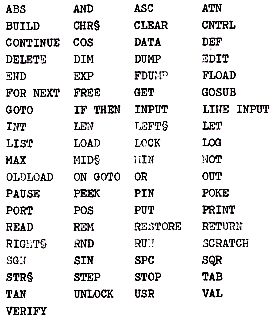 ABS AND ASC ATN
BUILD CHR$ CLEAR CNTRL
CONTINUE COS DATA DEF
DELETE DIM DUMP EDIT
END EXP FDUMP FLOAD
FOR NEXT FREE GET GOSUB
GOTO IF THEN INPUT LINE INPUT
INT LEN LEFT$ LET
LIST LOAD LOCK LOG
MAX MID$ MIN NOT
OLDLOAD ON GOTO OR OUT
PAUSE PEEK PIN POKE
PORT POS PUT PRINT
READ REM RESTORE RETURN
RIGHT$ RND RUN SCRATCH
SGN SIN SPC SQR
STR$ STEP STOP TAB
TAN UNLOCK USR VAL
VERIFY